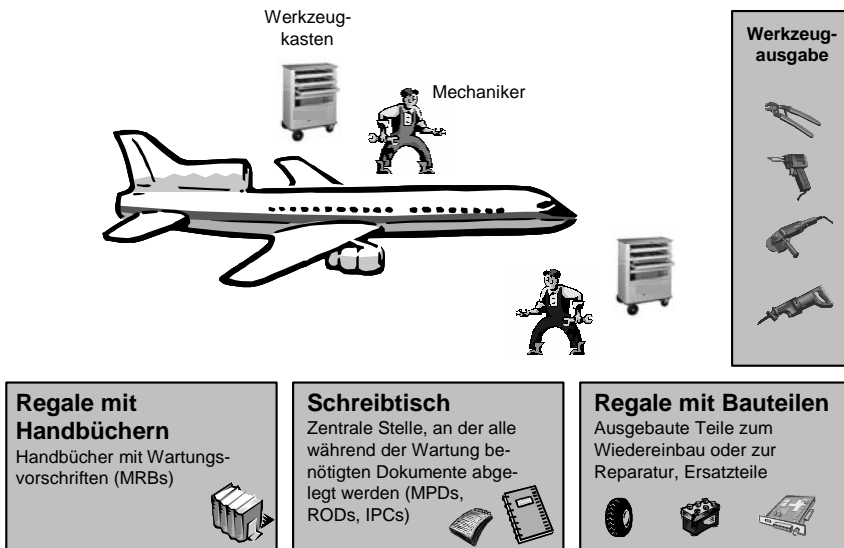 Werkzeug-
kasten
Mechaniker
Werkzeug-
ausgabe
Regale mit
Handbüchern
Handbücher mit Wartungs-
vorschriften (MRBs)
Schreibtisch
Zentrale Stelle, an der alle
während der Wartung be-
nötigten Dokumente abge-
legt werden (MPDs,
RODs, IPCs)
Regale mit Bauteilen
Ausgebaute Teile zum
Wiedereinbau oder zur
Reparatur, Ersatzteile